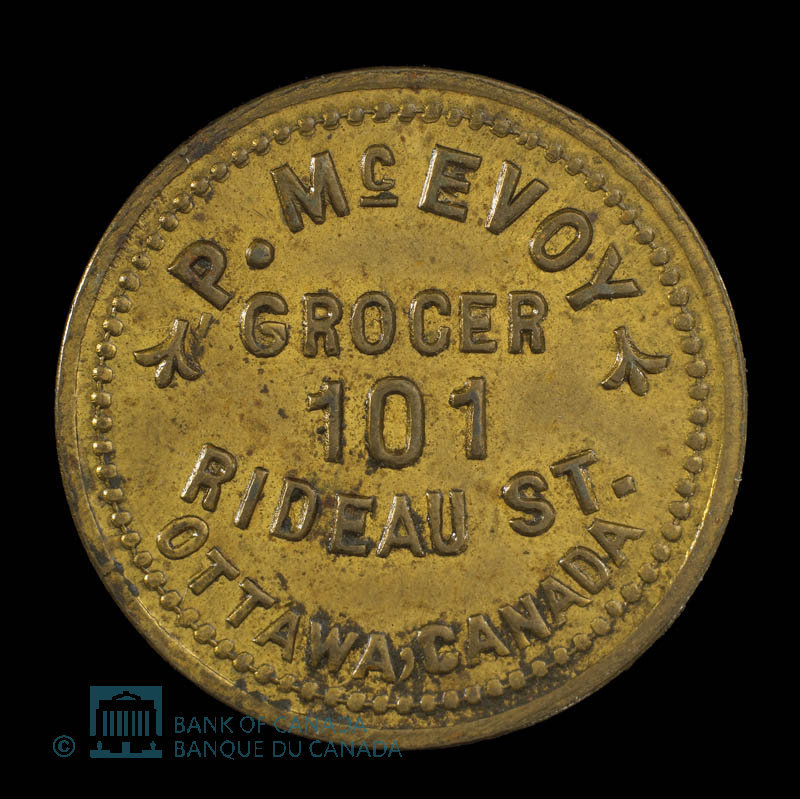 P. McEVOY
GROCER
101
RIDEAU ST.
OTTAWA, CANADA
© BANK OF CANADA
BANQUE DU CANADA